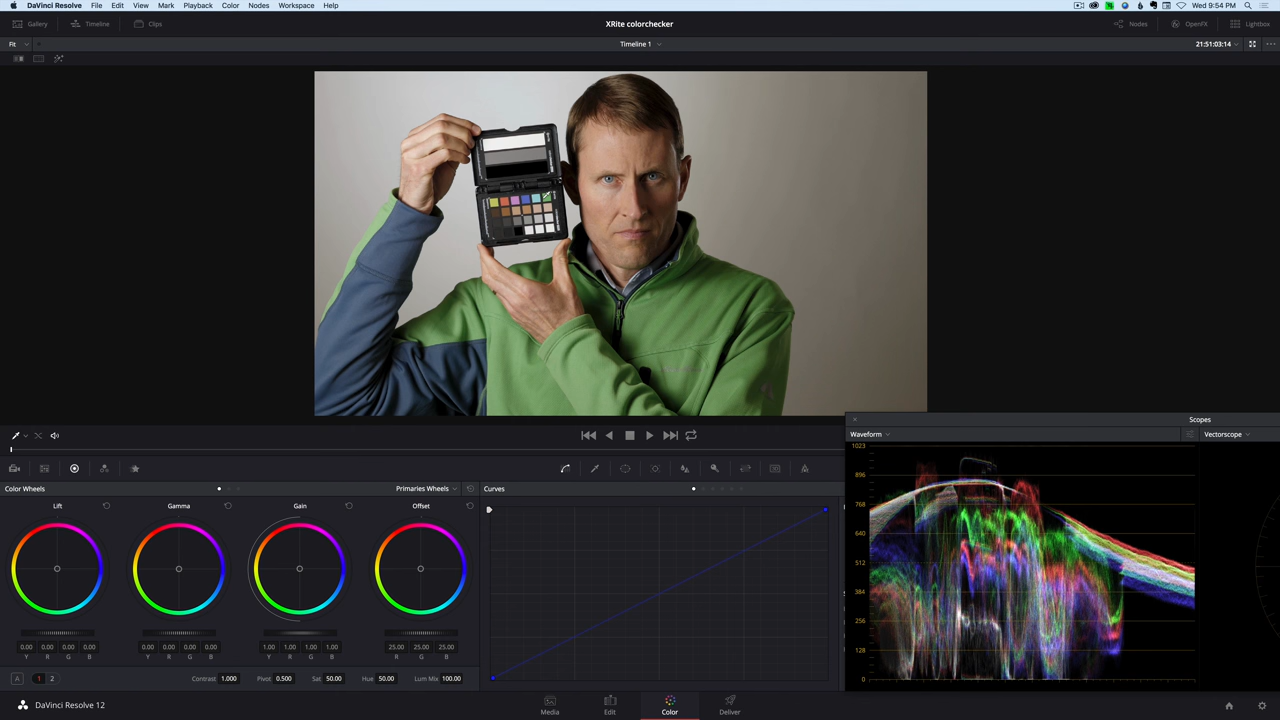 DaVinci Resolve File Edit View Mark Playback Color Nodes Workspace Help Wed 9:54 PM
Gallery Timeline Clips XRite colorchecker Nodes OpenFX Lightbox
Fit Timeline 1 21:51:03:14
Scopes
Waveform Vectorscope
1023
896
768
640
512
384
256
128
0
Color Wheels Primaries Wheels Curves
Lift Gamma Gain Offset
0.00 0.00 0.00 0.00 0.00 0.00 0.00 0.00 1.00 1.00 1.00 1.00 25.00 25.00 25.00
Y R G B Y R G B Y R G B R G B
A 1 2 Contrast 1.000 Pivot 0.500 Sat 50.00 Hue 50.00 Lum Mix 100.00
DaVinci Resolve 12 Media Edit Color Deliver